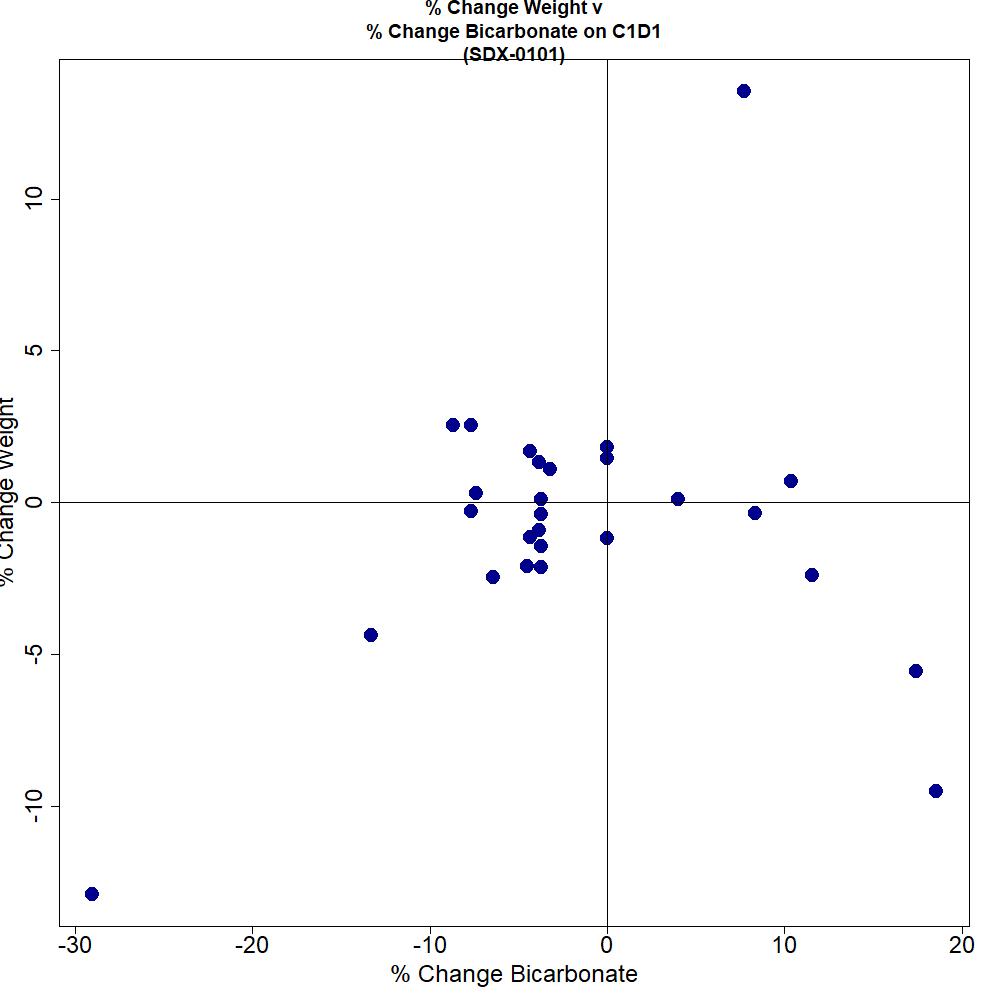 % Change Weight v
% Change Bicarbonate on C1D1
(SDX-0101)
% Change Weight
10
5
0
-5
-10
-30
-20
-10
0
10
20
% Change Bicarbonate